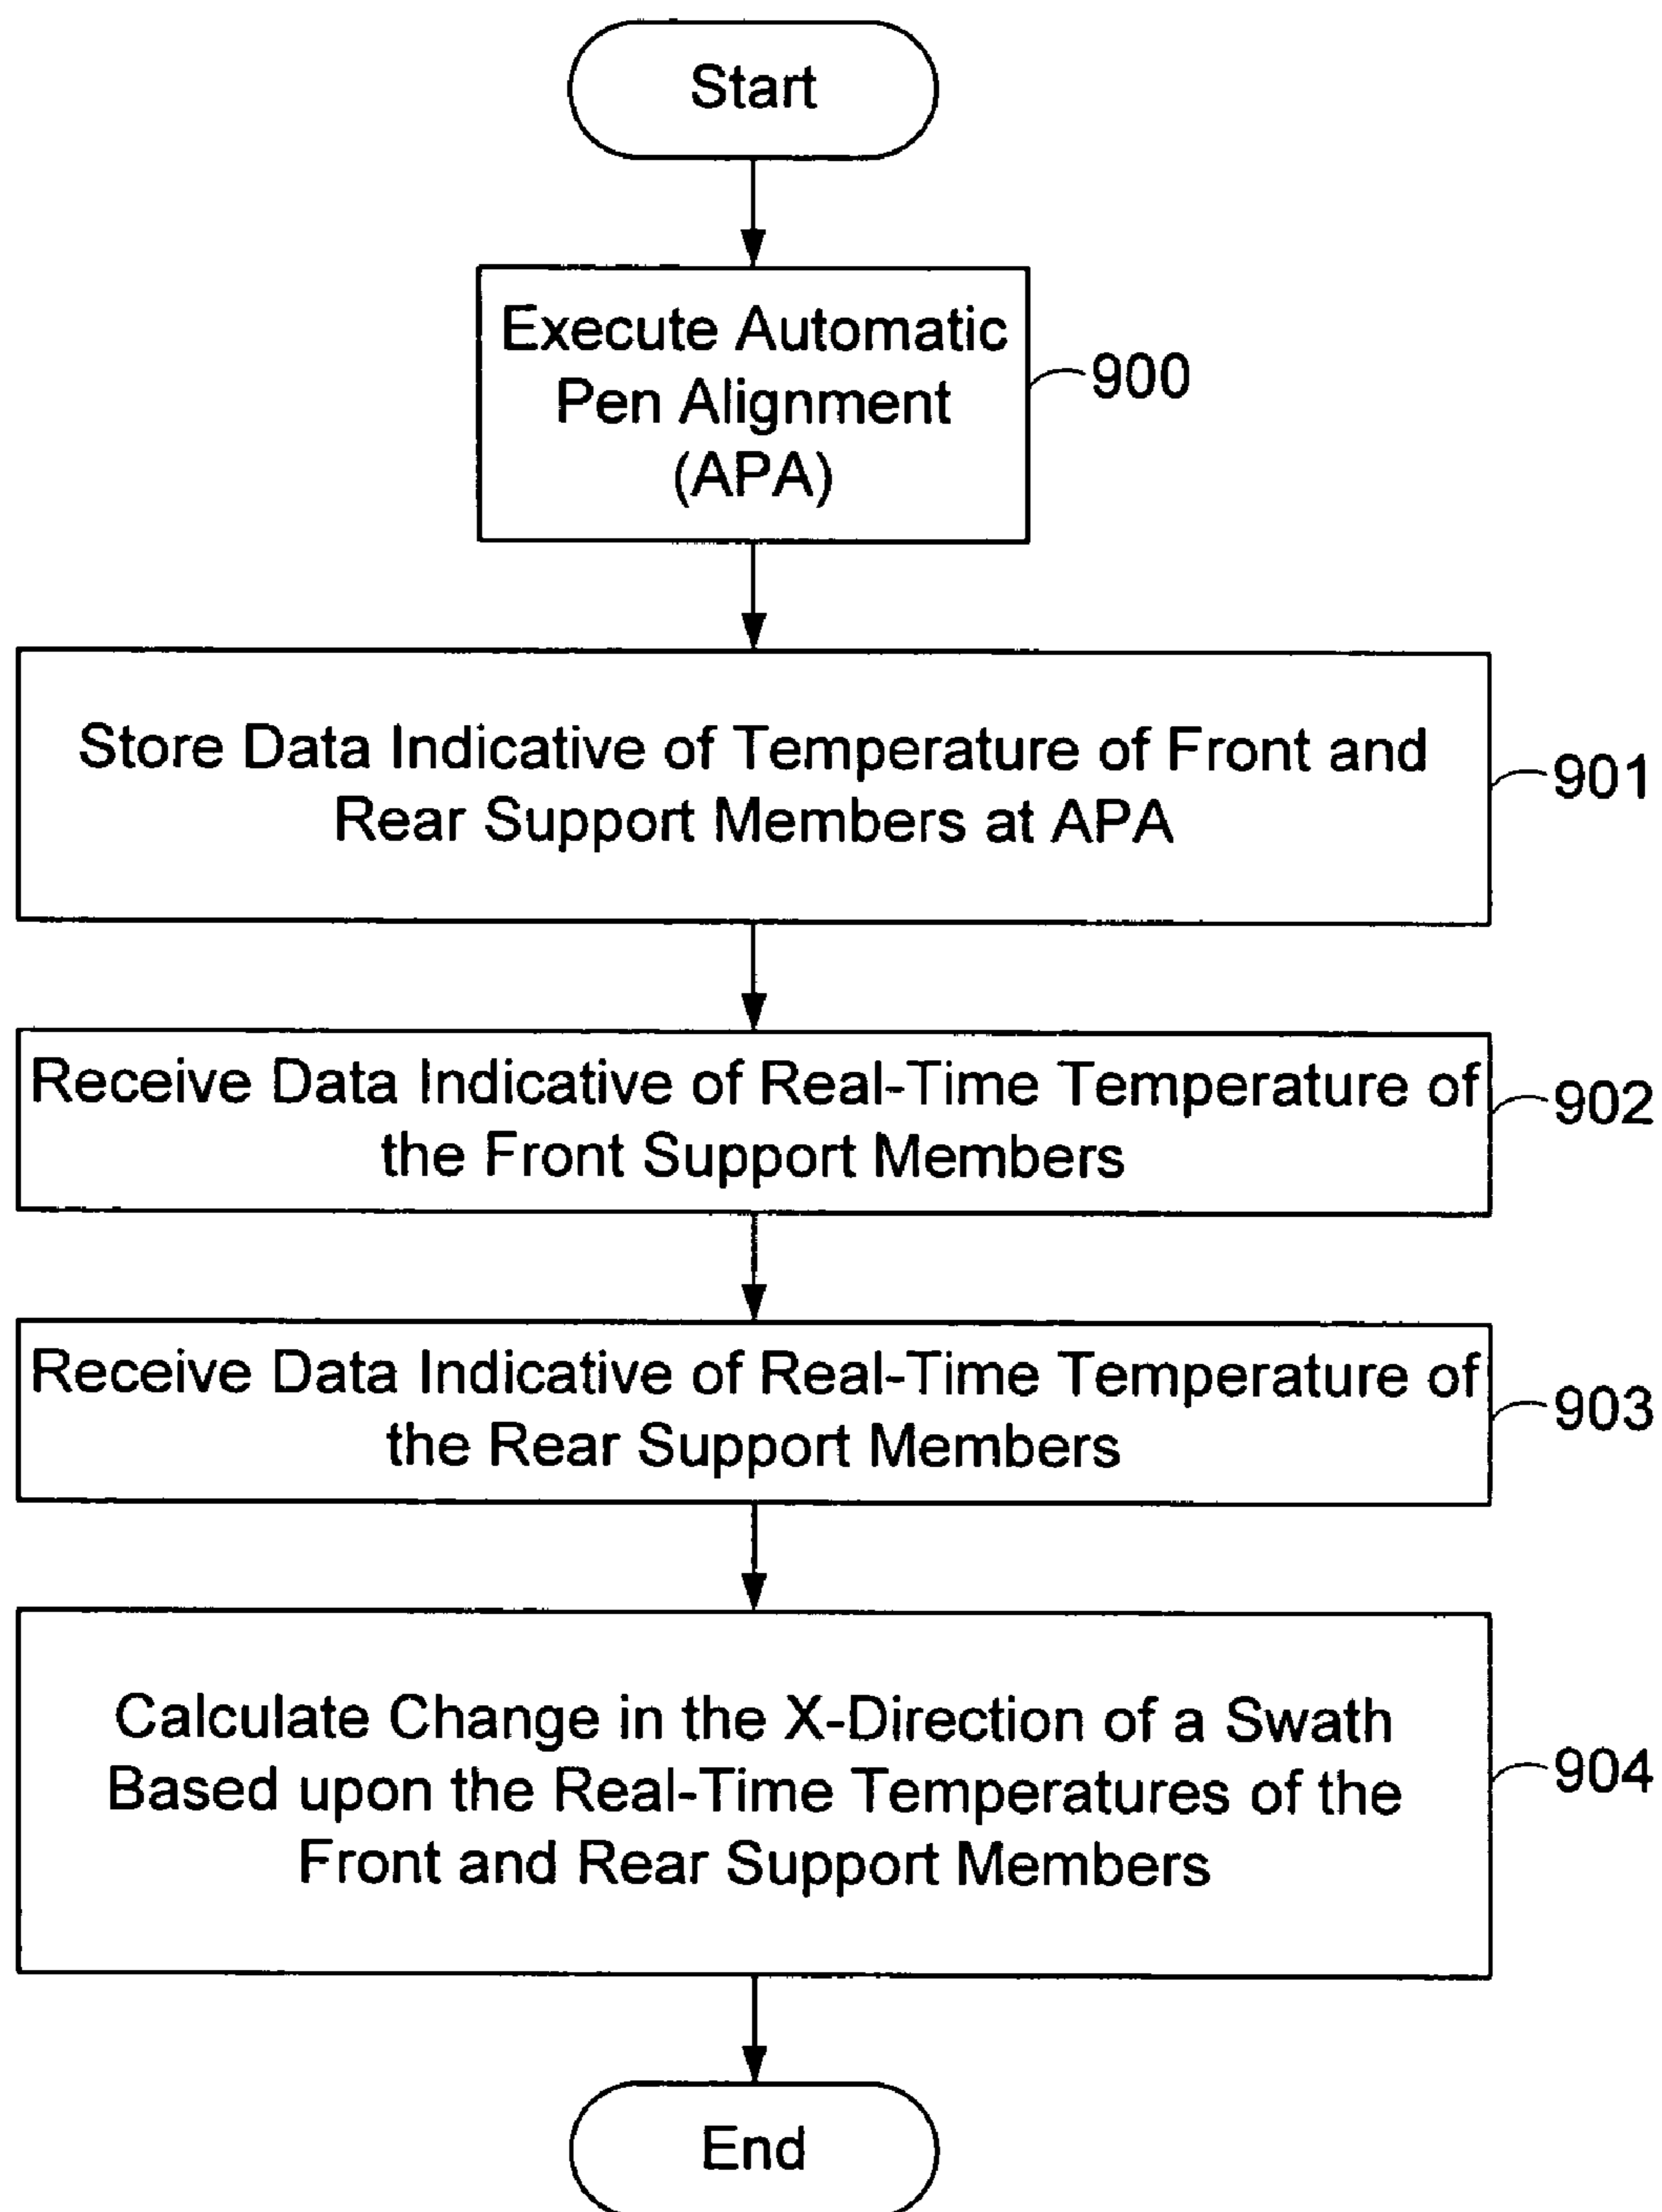 Start
Execute Automatic
Pen Alignment
(APA)
900
Store Data Indicative of Temperature of Front and
Rear Support Members at APA
901
Receive Data Indicative of Real-Time Temperature of
the Front Support Members
902
Receive Data Indicative of Real-Time Temperature of
the Rear Support Members
903
Calculate Change in the X-Direction of a Swath
Based upon the Real-Time Temperatures of the
Front and Rear Support Members
904
End